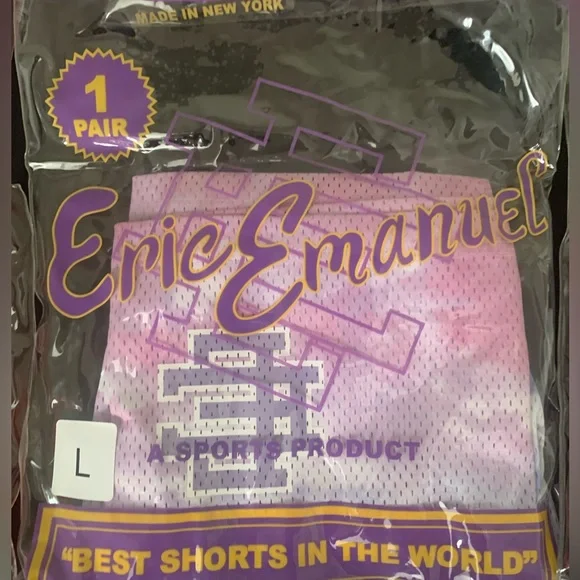 MADE IN NEW YORK
1
PAIR
Eric Emanuel
A SPORTS PRODUCT
L
"BEST SHORTS IN THE WORLD"